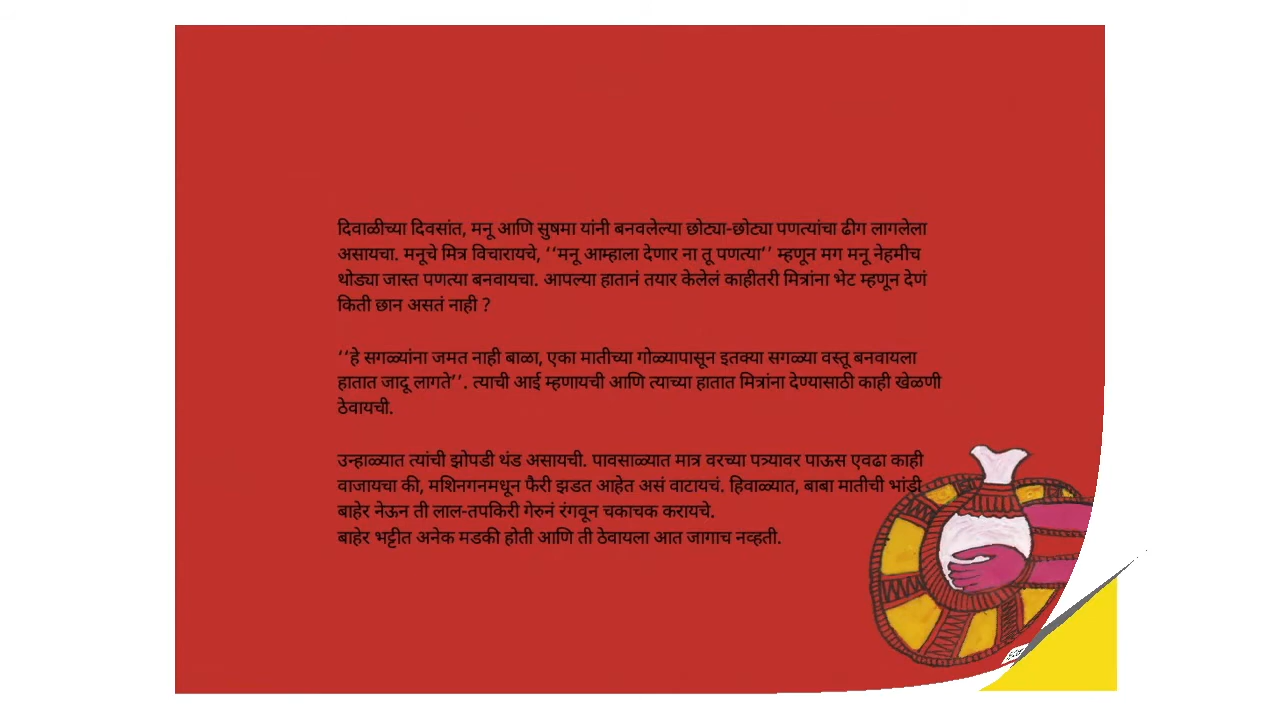 दिवाळीच्या दिवसांत, मनू आणि सुषमा यांनी बनवलेल्या छोट्या-छोट्या पणत्यांचा ढीग लागलेला
असायचा. मनूचे मित्र विचारायचे, ‘‘मनू आम्हाला देणार ना तू पणत्या’’ म्हणून मग मनू नेहमीच
थोड्या जास्त पणत्या बनवायचा. आपल्या हातानं तयार केलेलं काहीतरी मित्रांना भेट म्हणून देणं
किती छान असतं नाही ?
‘‘हे सगळ्यांना जमत नाही बाळा, एका मातीच्या गोळ्यापासून इतक्या सगळ्या वस्तू बनवायला
हातात जादू लागते’’. त्याची आई म्हणायची आणि त्याच्या हातात मित्रांना देण्यासाठी काही खेळणी
ठेवायची.
उन्हाळ्यात त्यांची झोपडी थंड असायची. पावसाळ्यात मात्र वरच्या पत्र्यावर पाऊस एवढा काही
वाजायचा की, मशिनगनमधून फैरी झडत आहेत असं वाटायचं. हिवाळ्यात, बाबा मातीची भांडी
बाहेर नेऊन ती लाल-तपकिरी गेरुनं रंगवून चकाचक करायचे.
बाहेर भट्टीत अनेक मडकी होती आणि ती ठेवायला आत जागाच नव्हती.